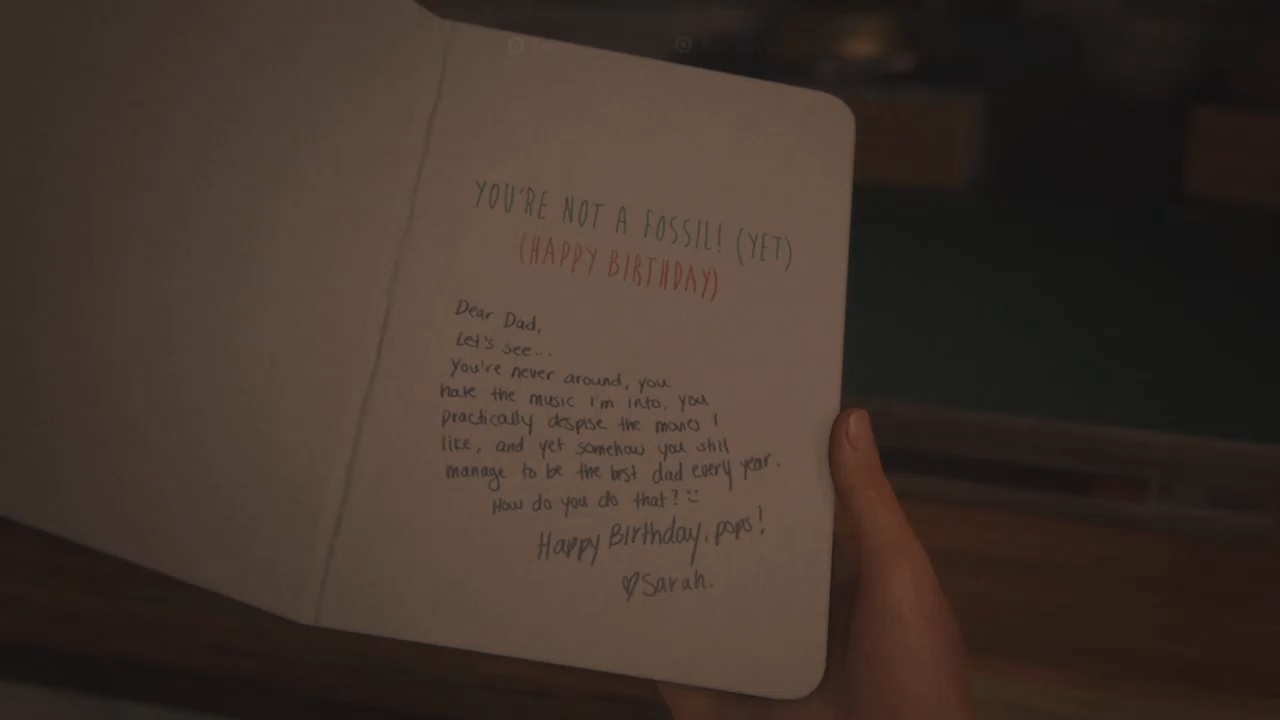 YOU'RE NOT A FOSSIL! (YET)
(HAPPY BIRTHDAY)
Dear Dad,
Let's see...
You're never around, you
hate the music I'm into, you
practically despise the movies I
like, and yet somehow you still
manage to be the best dad every year.
How do you do that? :)
Happy Birthday, pops!
♡Sarah.